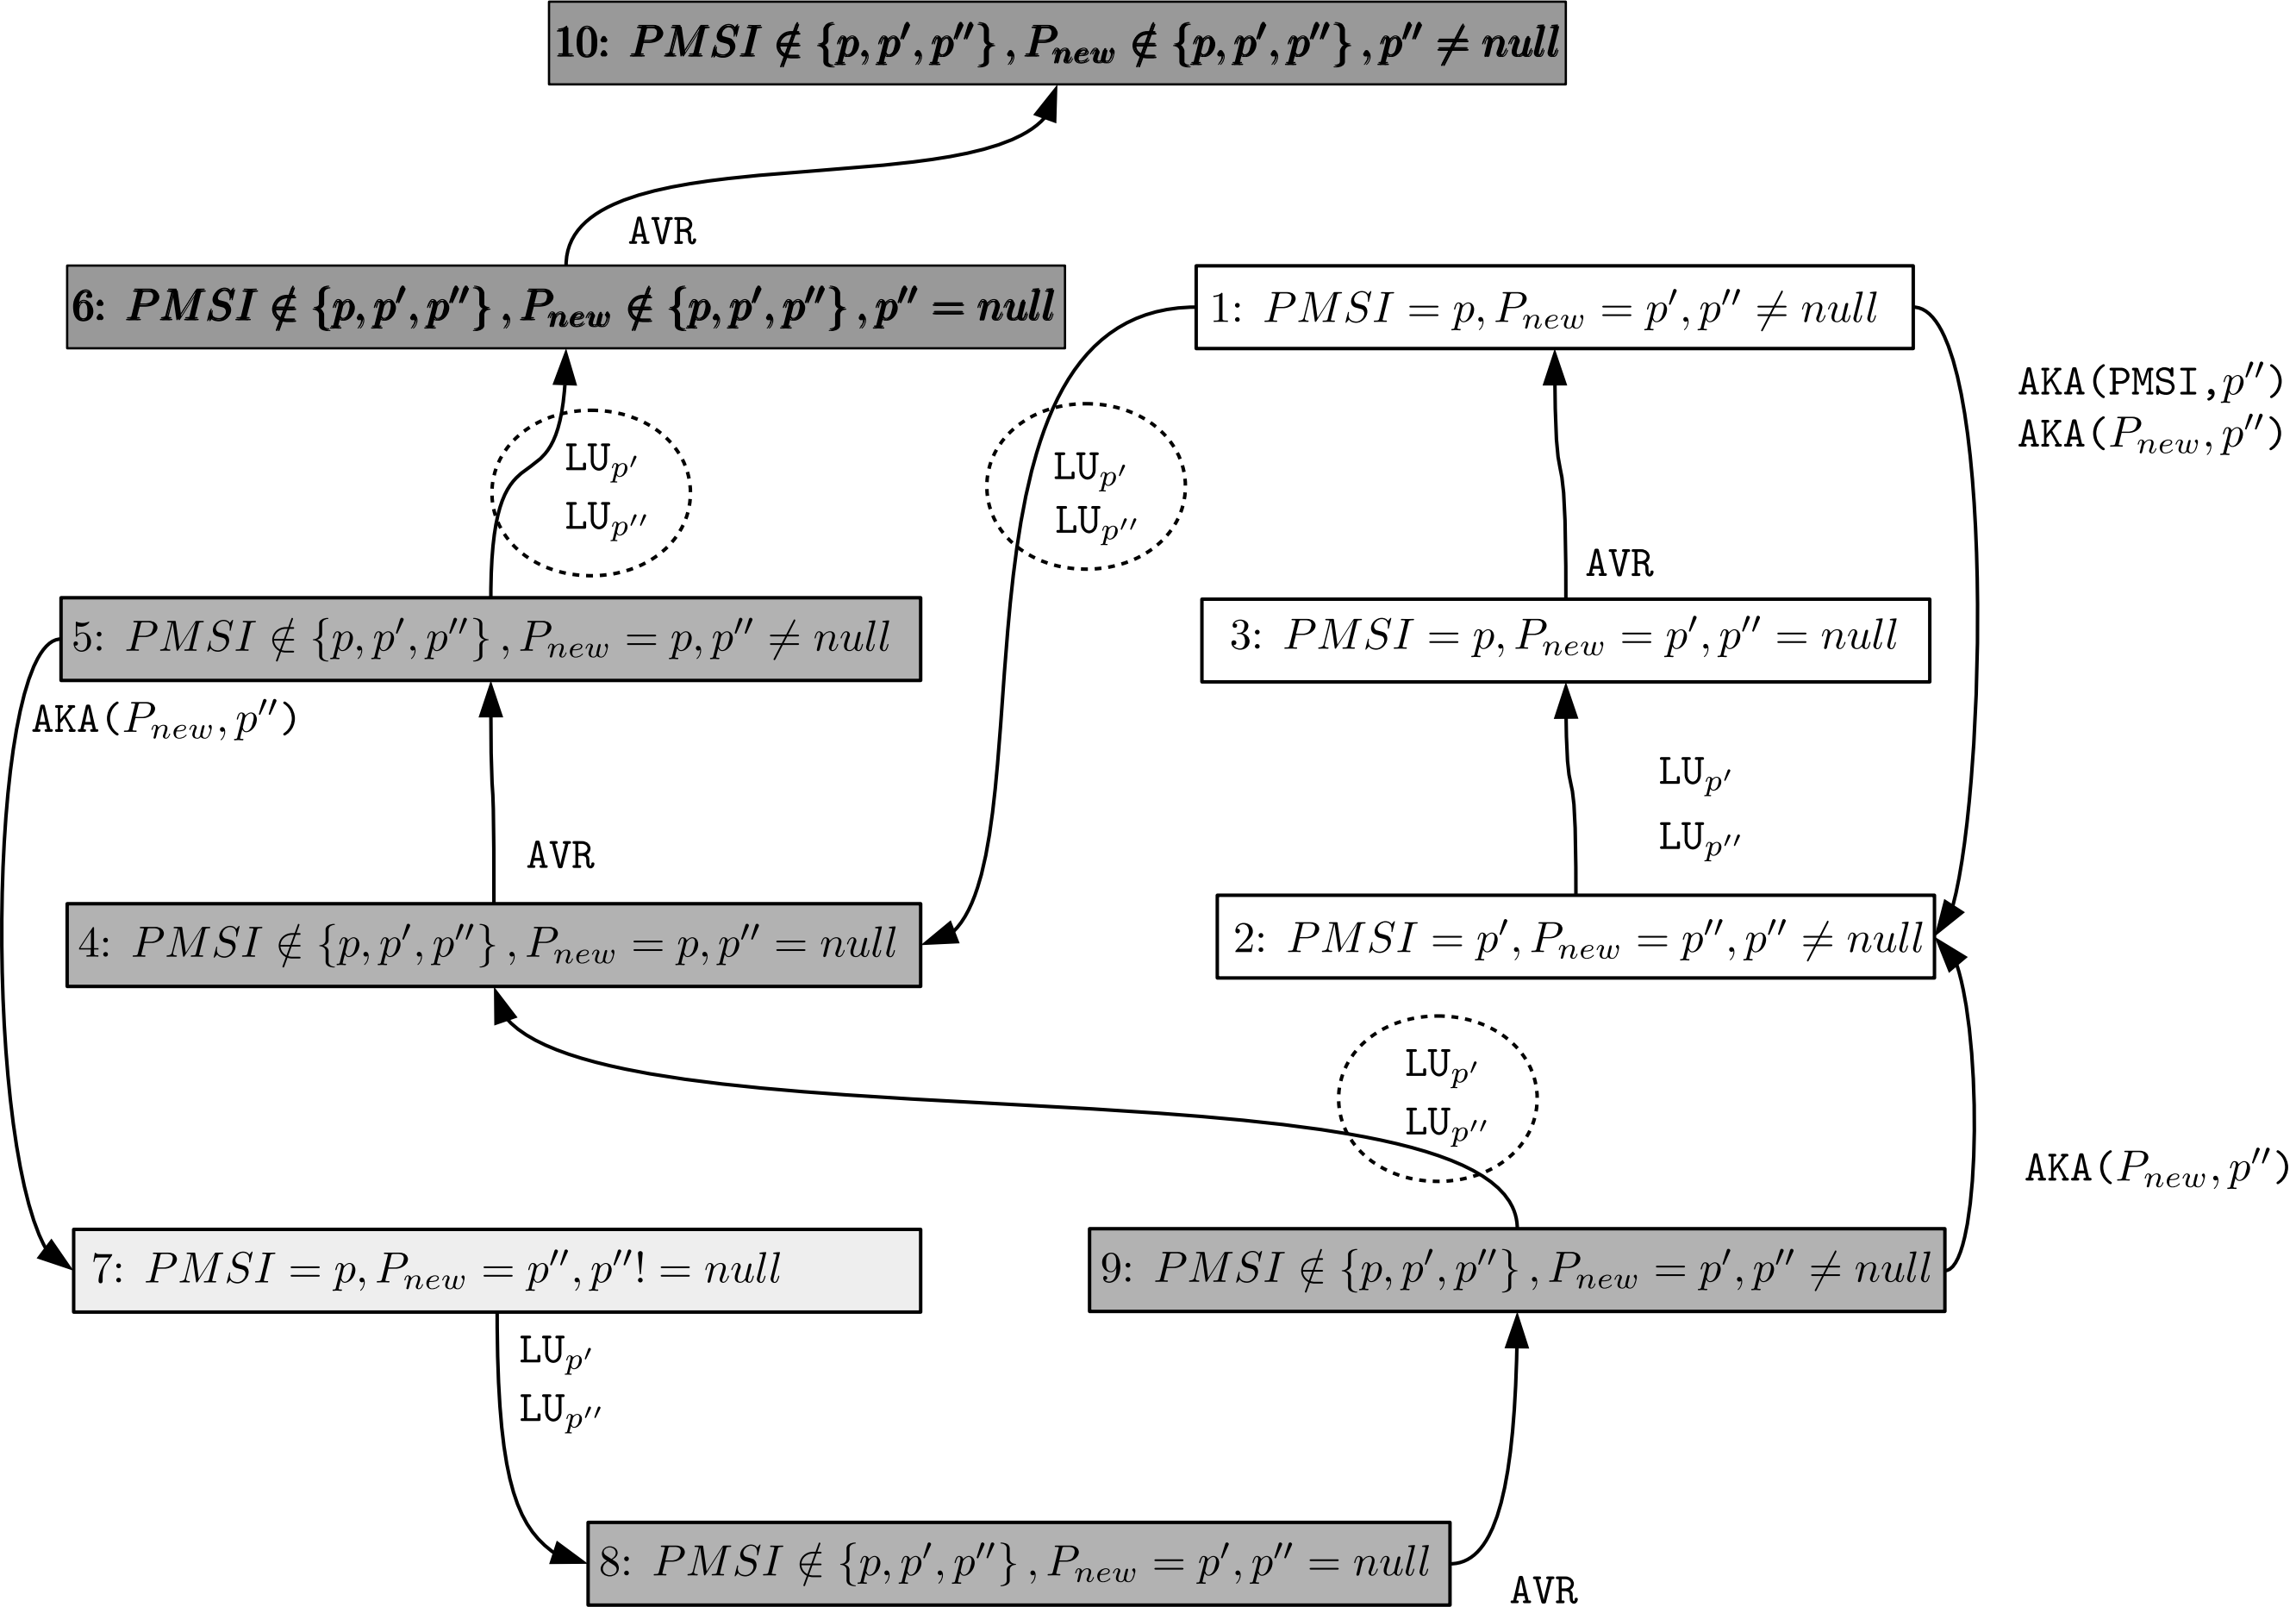 10: PMSI ∉ {p, p′, p″}, P_new ∉ {p, p′, p″}, p″ ≠ null
AVR
6: PMSI ∉ {p, p′, p″}, P_new ∉ {p, p′, p″}, p″ = null
1: PMSI = p, P_new = p′, p″ ≠ null
AKA(PMSI,p″)
AKA(P_new, p″)
LU_p′
LU_p″
LU_p′
LU_p″
AVR
5: PMSI ∉ {p, p′, p″}, P_new = p, p″ ≠ null
3: PMSI = p, P_new = p′, p″ = null
AKA(P_new, p″)
LU_p′
LU_p″
AVR
4: PMSI ∉ {p, p′, p″}, P_new = p, p″ = null
2: PMSI = p′, P_new = p″, p″ ≠ null
LU_p′
LU_p″
AKA(P_new, p″)
7: PMSI = p, P_new = p″, p″! = null
9: PMSI ∉ {p, p′, p″}, P_new = p′, p″ ≠ null
LU_p′
LU_p″
8: PMSI ∉ {p, p′, p″}, P_new = p′, p″ = null
AVR